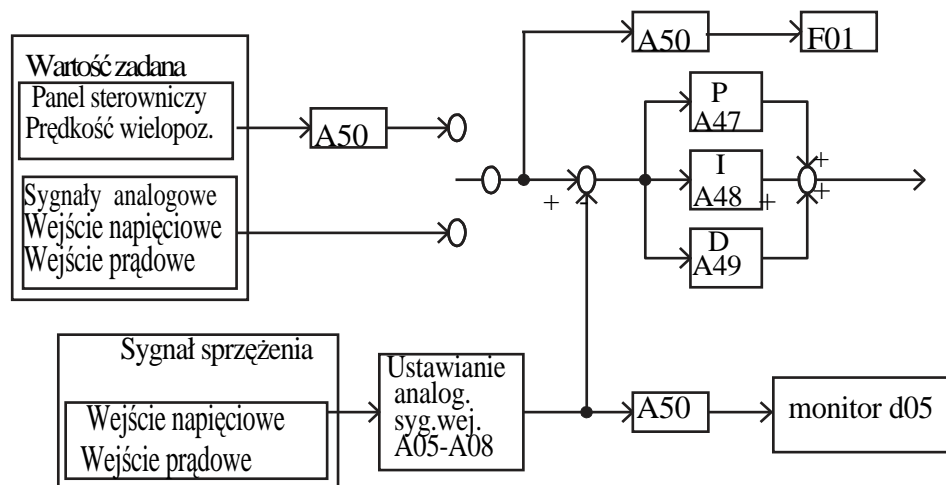 Wartość zadana
Panel sterowniczy
Prędkość wielopoz.
A50
Sygnały analogowe
Wejście napięciowe
Wejście prądowe
A50
F01
P
A47
I
A48
D
A49
+
-
+
+
+
Sygnał sprzężenia
Wejście napięciowe
Wejście prądowe
Ustawianie
analog.
syg.wej.
A05-A08
A50
monitor d05